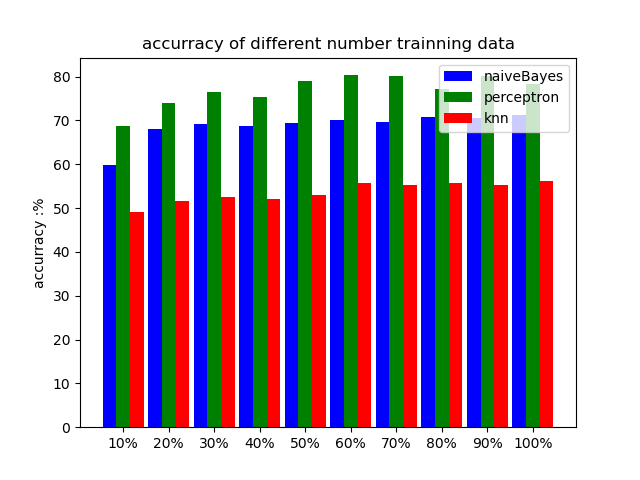 accurracy of different number trainning data
naiveBayes
perceptron
knn
accurracy :%
80
70
60
50
40
30
20
10
0
10% 20% 30% 40% 50% 60% 70% 80% 90% 100%